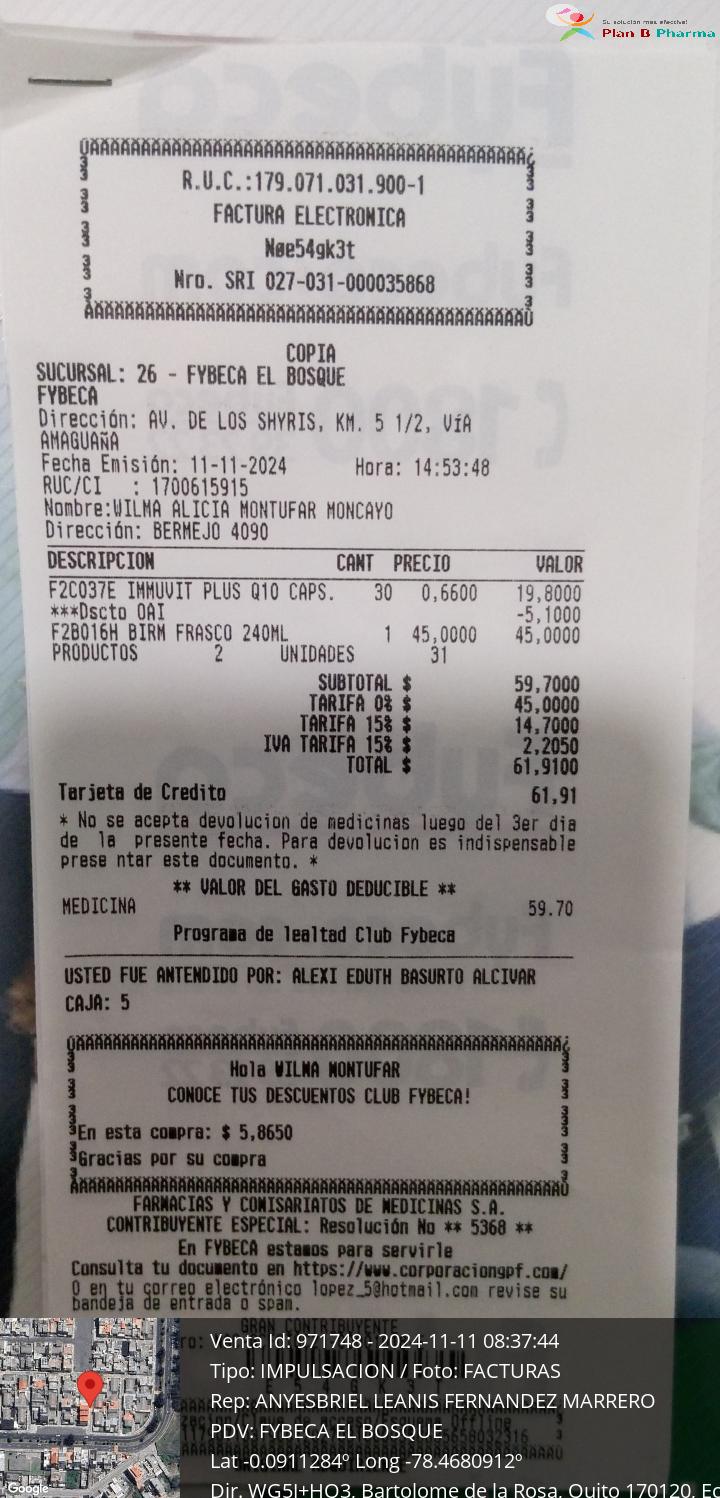 Su solución mas efectiva!
Plan B Pharma
R.U.C.:179.071.031.900-1
FACTURA ELECTRONICA
Nøe54gk3t
Nro. SRI 027-031-000035868
COPIA
SUCURSAL: 26 - FYBECA EL BOSQUE
FYBECA
Dirección: AV. DE LOS SHYRIS, KM. 5 1/2, VíA
AMAGUAñA
Fecha Emisión: 11-11-2024 Hora: 14:53:48
RUC/CI : 1700615915
Nombre:WILMA ALICIA MONTUFAR MONCAYO
Dirección: BERMEJO 4090
DESCRIPCION CANT PRECIO VALOR
F2C037E IMMUVIT PLUS Q10 CAPS. 30 0,6600 19,8000
***Dscto OAI -5,1000
F2B016H BIRM FRASCO 240ML 1 45,0000 45,0000
PRODUCTOS 2 UNIDADES 31
SUBTOTAL $ 59,7000
TARIFA 0% $ 45,0000
TARIFA 15% $ 14,7000
IVA TARIFA 15% $ 2,2050
TOTAL $ 61,9100
Tarjeta de Credito 61,91
* No se acepta devolucion de medicinas luego del 3er dia
de la presente fecha. Para devolucion es indispensable
prese ntar este documento. *
** VALOR DEL GASTO DEDUCIBLE **
MEDICINA 59.70
Programa de lealtad Club Fybeca
USTED FUE ANTENDIDO POR: ALEXI EDUTH BASURTO ALCIVAR
CAJA: 5
Hola WILMA MONTUFAR
CONOCE TUS DESCUENTOS CLUB FYBECA!
En esta compra: $ 5,8650
Gracias por su compra
FARMACIAS Y COMISARIATOS DE MEDICINAS S.A.
CONTRIBUYENTE ESPECIAL: Resolución No ** 5368 **
En FYBECA estamos para servirle
Consulta tu documento en https://www.corporaciongpf.com/
O en tu correo electrónico lopez_5@hotmail.com revise su
bandeja de entrada o spam.
GRAN CONTRIBUYENTE
Venta Id: 971748 - 2024-11-11 08:37:44
Tipo: IMPULSACION / Foto: FACTURAS
Rep: ANYESBRIEL LEANIS FERNANDEZ MARRERO
PDV: FYBECA EL BOSQUE
Lat -0.0911284º Long -78.4680912º
Dir. WG5J+HQ3, Bartolome de la Rosa, Quito 170120, Ec
Google